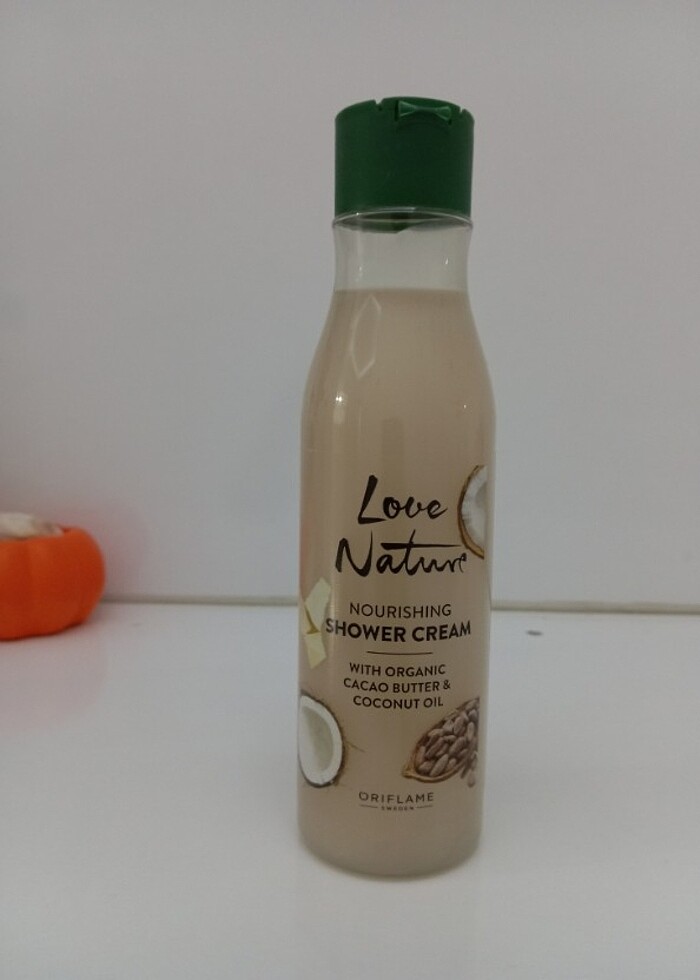 Love
Nature
NOURISHING
SHOWER CREAM
WITH ORGANIC
CACAO BUTTER &
COCONUT OIL
ORIFLAME
SWEDEN